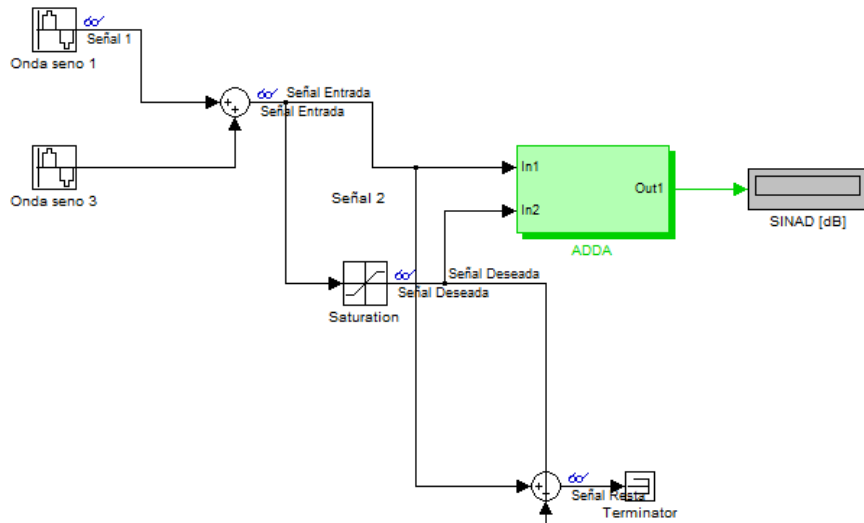 Señal 1
Onda seno 1
Señal Entrada
Señal Entrada
In1
Out1
Onda seno 3
Señal 2
In2
SINAD [dB]
ADDA
Señal Deseada
Señal Deseada
Saturation
Señal Resta
Terminator